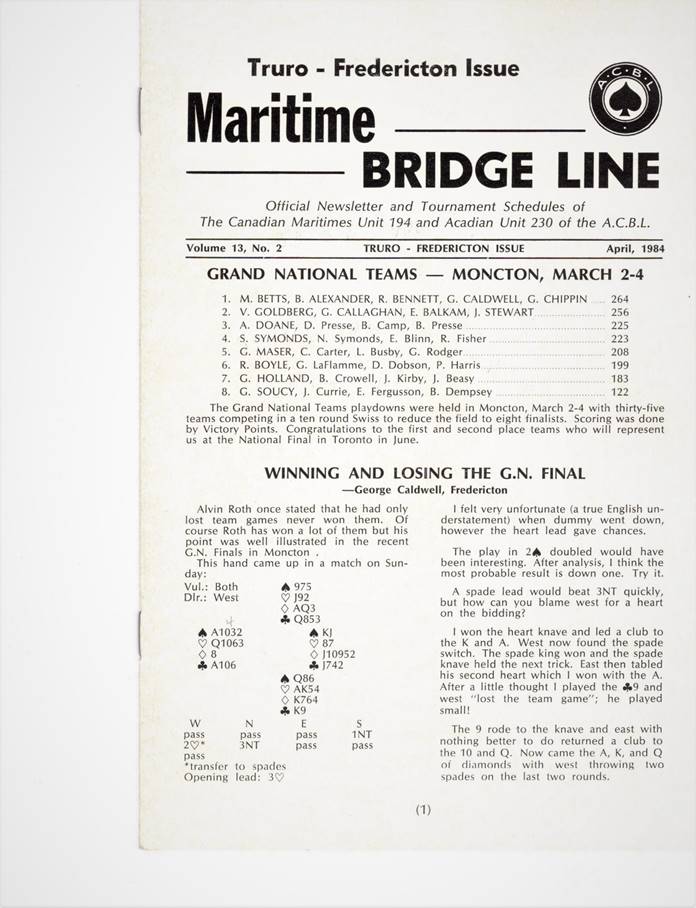 Truro - Fredericton Issue
A·C·B·L
Maritime
BRIDGE LINE
Official Newsletter and Tournament Schedules of
The Canadian Maritimes Unit 194 and Acadian Unit 230 of the A.C.B.L.
Volume 13, No. 2 TRURO - FREDERICTON ISSUE April, 1984
GRAND NATIONAL TEAMS — MONCTON, MARCH 2-4
1. M. BETTS, B. ALEXANDER, R. BENNETT, G. CALDWELL, G. CHIPPIN .... 264
2. V. GOLDBERG, G. CALLAGHAN, E. BALKAM, J. STEWART .... 256
3. A. DOANE, D. Presse, B. Camp, B. Presse .... 225
4. S. SYMONDS, N. Symonds, E. Blinn, R. Fisher .... 223
5. G. MASER, C. Carter, L. Busby, G. Rodger .... 208
6. R. BOYLE, G. LaFlamme, D. Dobson, P. Harris .... 199
7. G. HOLLAND, B. Crowell, J. Kirby, J. Beasy .... 183
8. G. SOUCY, J. Currie, E. Fergusson, B. Dempsey .... 122
The Grand National Teams playdowns were held in Moncton, March 2-4 with thirty-five
teams competing in a ten round Swiss to reduce the field to eight finalists. Scoring was done
by Victory Points. Congratulations to the first and second place teams who will represent
us at the National Final in Toronto in June.
WINNING AND LOSING THE G.N. FINAL
—George Caldwell, Fredericton
Alvin Roth once stated that he had only
lost team games never won them. Of
course Roth has won a lot of them but his
point was well illustrated in the recent
G.N. Finals in Moncton .
This hand came up in a match on Sun-
day:
Vul.: Both ♠ 975
Dlr.: West ♡ J92
♢ AQ3
♣ Q853
♠ A1032 ♠ KJ
♡ Q1063 ♡ 87
♢ 8 ♢ J10952
♣ A106 ♣ J742
♠ Q86
♡ AK54
♢ K764
♣ K9
W N E S
pass pass pass 1NT
2♡* 3NT pass pass
pass
*transfer to spades
Opening lead: 3♡
I felt very unfortunate (a true English un-
derstatement) when dummy went down,
however the heart lead gave chances.
The play in 2♠ doubled would have
been interesting. After analysis, I think the
most probable result is down one. Try it.
A spade lead would beat 3NT quickly,
but how can you blame west for a heart
on the bidding?
I won the heart knave and led a club to
the K and A. West now found the spade
switch. The spade king won and the spade
knave held the next trick. East then tabled
his second heart which I won with the A.
After a little thought I played the ♣9 and
west "lost the team game"; he played
small!
The 9 rode to the knave and east with
nothing better to do returned a club to
the 10 and Q. Now came the A, K, and Q
of diamonds with west throwing two
spades on the last two rounds.
(1)